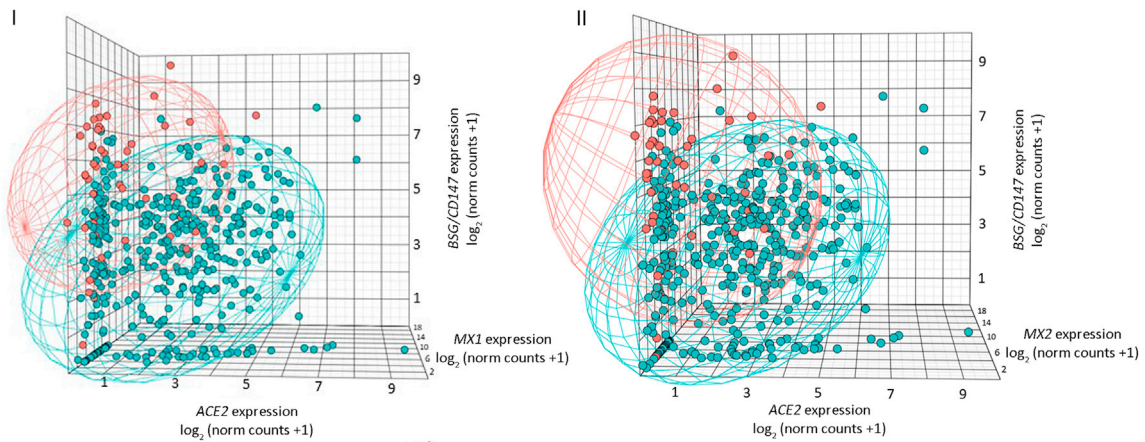 I
9
7
5
3
1
BSG/CD147 expression
log₂ (norm counts +1)
18
14
10
6
2
MX1 expression
log₂ (norm counts +1)
1 3 5 7 9
ACE2 expression
log₂ (norm counts +1)
II
9
7
5
3
1
BSG/CD147 expression
log₂ (norm counts +1)
18
14
10
6
2
MX2 expression
log₂ (norm counts +1)
1 3 5 7 9
ACE2 expression
log₂ (norm counts +1)